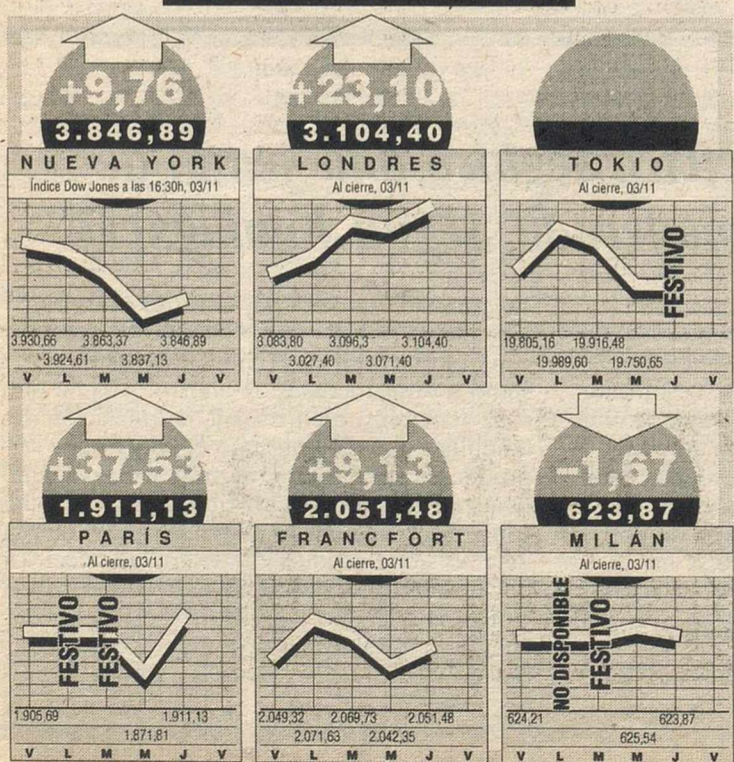 +9,76
3.846,89
NUEVA YORK
Índice Dow Jones a las 16:30h, 03/11
3.930,66 3.863,37 3.846,89
3.924,61 3.837,13
V L M M J V
+23,10
3.104,40
LONDRES
Al cierre, 03/11
3.083,80 3.096,3 3.104,40
3.027,40 3.071,40
V L M M J V
TOKIO
Al cierre, 03/11
FESTIVO
19.805,16 19.916,48
19.989,60 19.750,65
V L M M J V
+37,53
1.911,13
PARÍS
Al cierre, 03/11
FESTIVO
FESTIVO
1.905,69 1.911,13
1.871,81
V L M M J V
+9,13
2.051,48
FRANCFORT
Al cierre, 03/11
2.049,32 2.069,73 2.051,48
2.071,63 2.042,35
V L M M J V
-1,67
623,87
MILÁN
Al cierre, 03/11
NO DISPONIBLE
FESTIVO
624,21 623,87
625,54
V L M M J V